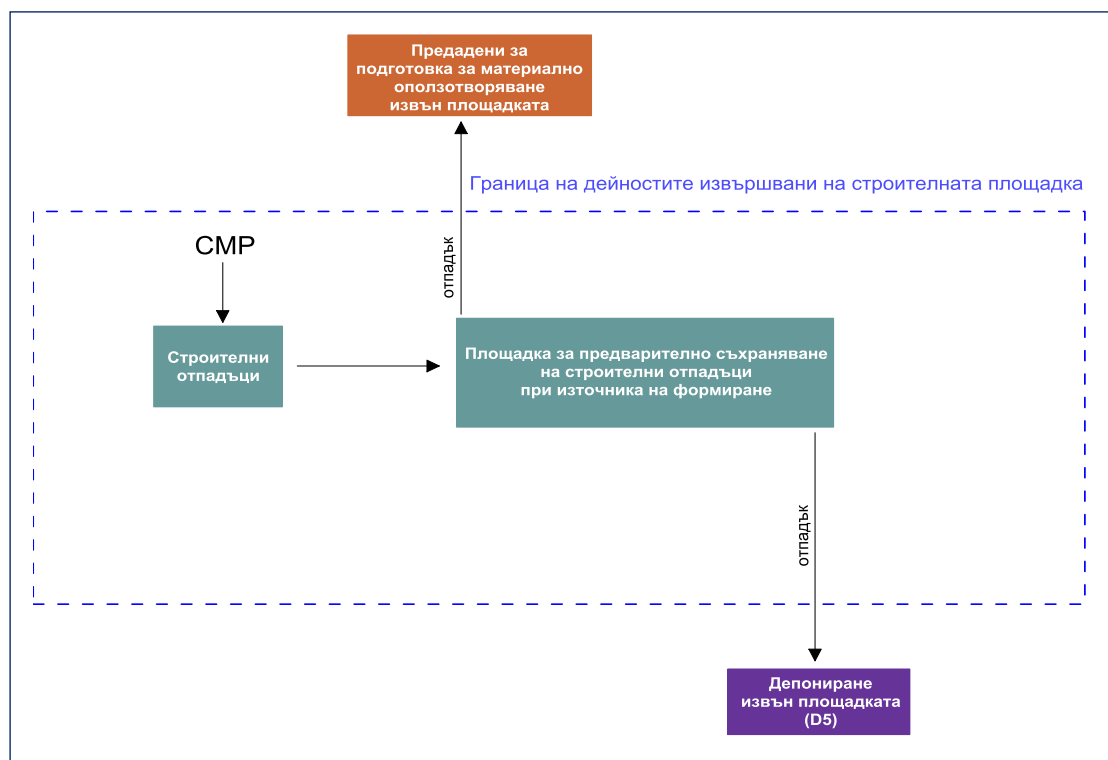 Предадени за
подготовка за материално
оползотворяване
извън площадката
Граница на дейностите извършвани на строителната площадка
СМР
отпадък
Строителни
отпадъци
Площадка за предварително съхраняване
на строителни отпадъци
при източника на формиране
отпадък
Депониране
извън площадката
(D5)